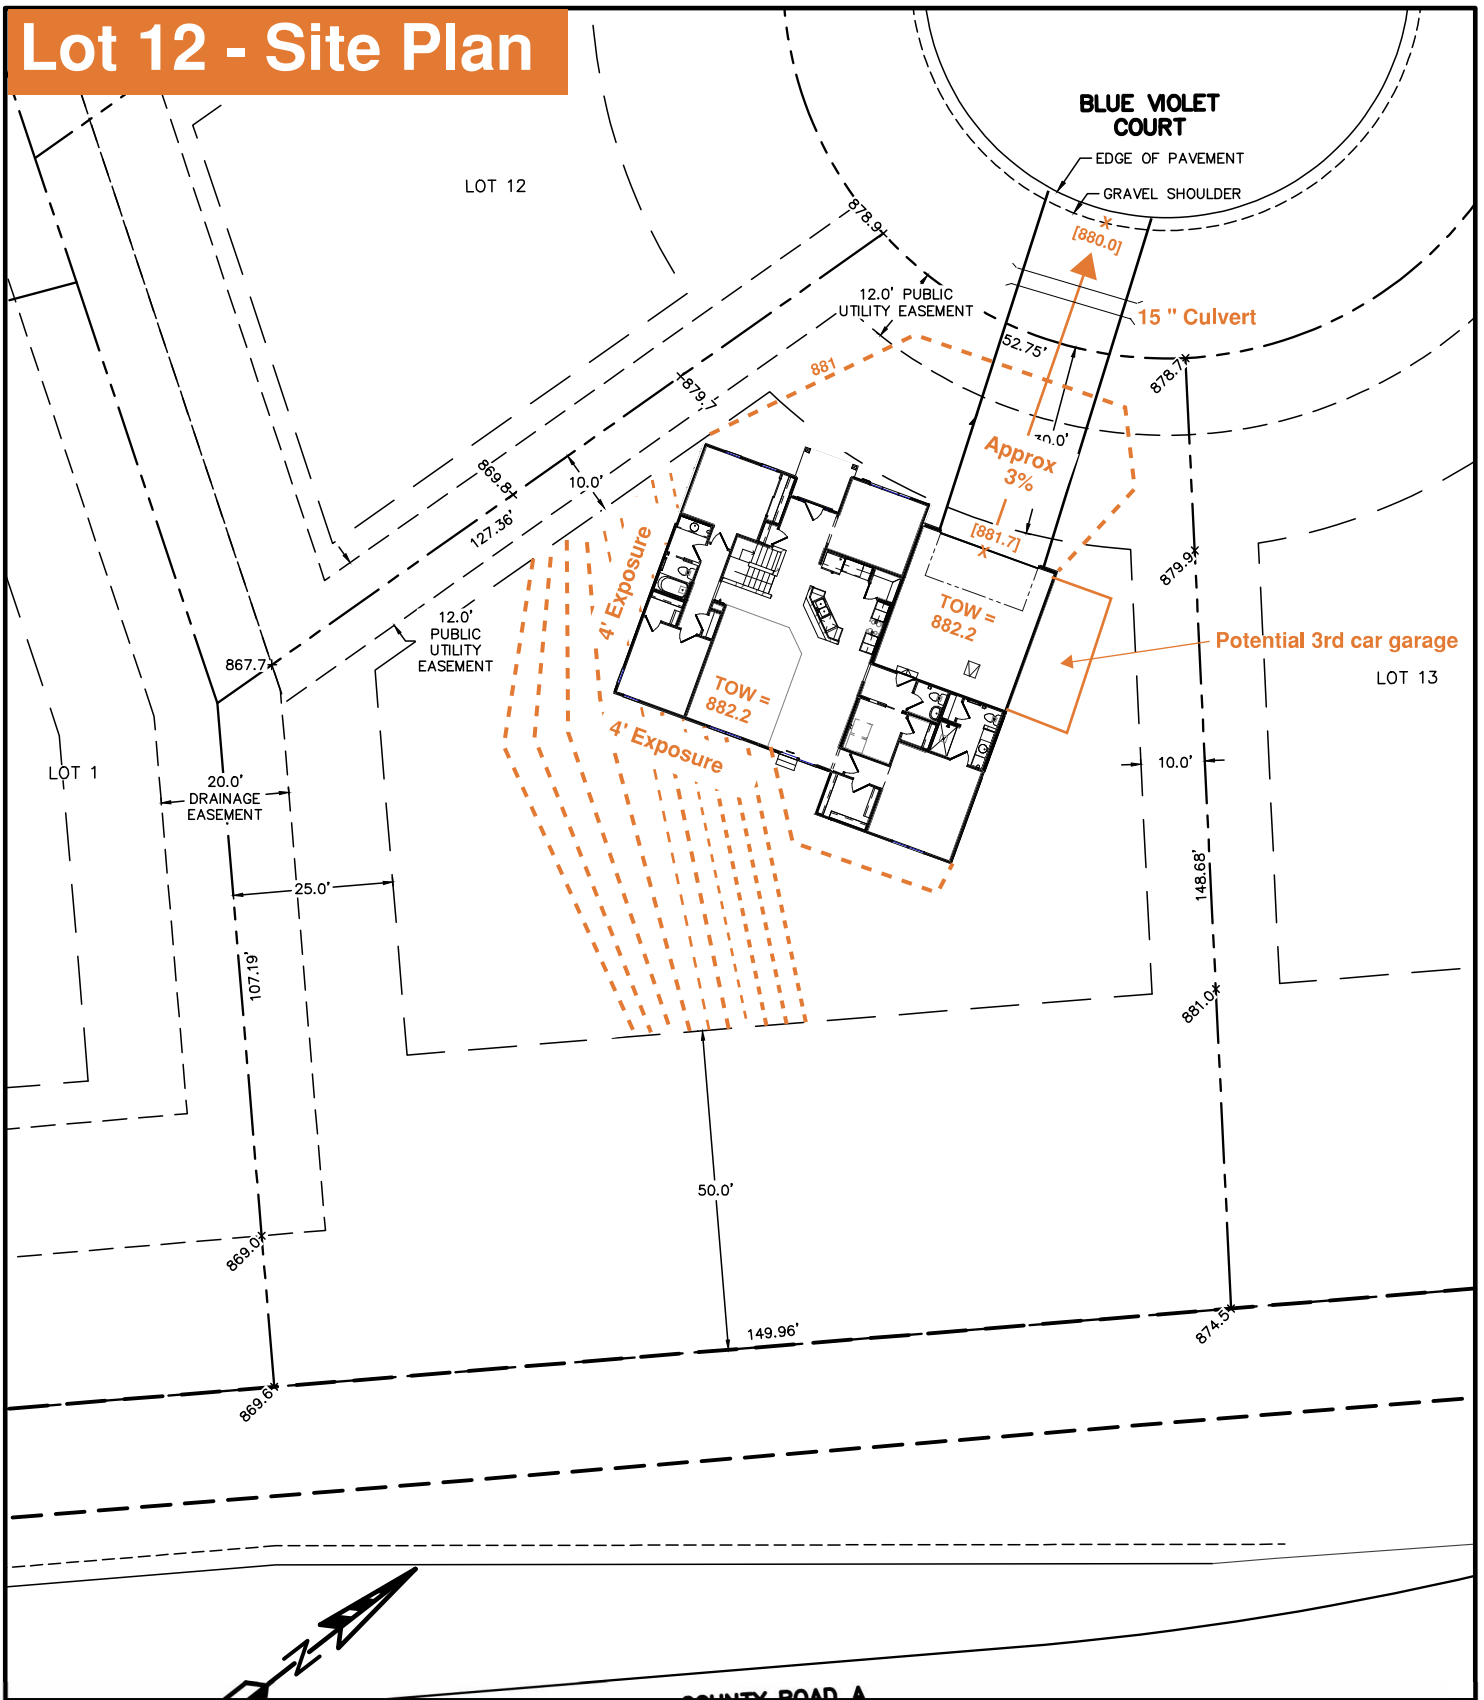 Lot 12 - Site Plan
BLUE VIOLET
COURT
EDGE OF PAVEMENT
GRAVEL SHOULDER
LOT 12
878.9
[880.0]
12.0' PUBLIC
UTILITY EASEMENT
15 " Culvert
52.75'
881
878.7
879.7
Approx
3%
869.8
10.0'
127.36'
[881.7]
X
879.9
4' Exposure
TOW =
882.2
12.0'
PUBLIC
UTILITY
EASEMENT
Potential 3rd car garage
867.7
LOT 13
TOW =
882.2
4' Exposure
LOT 1
20.0'
DRAINAGE
EASEMENT
10.0'
25.0'
148.68'
107.19'
881.0
50.0'
869.0
149.96'
874.5
869.6
N
COUNTY ROAD A